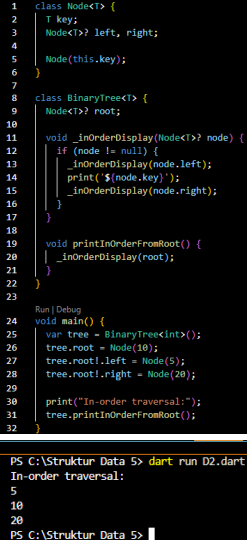 1 class Node<T> {
2 T key;
3 Node<T>? left, right;
4
5 Node(this.key);
6 }
7
8 class BinaryTree<T> {
9 Node<T>? root;
10
11 void _inOrderDisplay(Node<T>? node) {
12 if (node != null) {
13 _inOrderDisplay(node.left);
14 print('${node.key}');
15 _inOrderDisplay(node.right);
16 }
17 }
18
19 void printInOrderFromRoot() {
20 _inOrderDisplay(root);
21 }
22 }
23
Run | Debug
24 void main() {
25 var tree = BinaryTree<int>();
26 tree.root = Node(10);
27 tree.root!.left = Node(5);
28 tree.root!.right = Node(20);
29
30 print("In-order traversal:");
31 tree.printInOrderFromRoot();
32 }
PS C:\Struktur Data 5> dart run D2.dart
In-order traversal:
5
10
20
PS C:\Struktur Data 5>